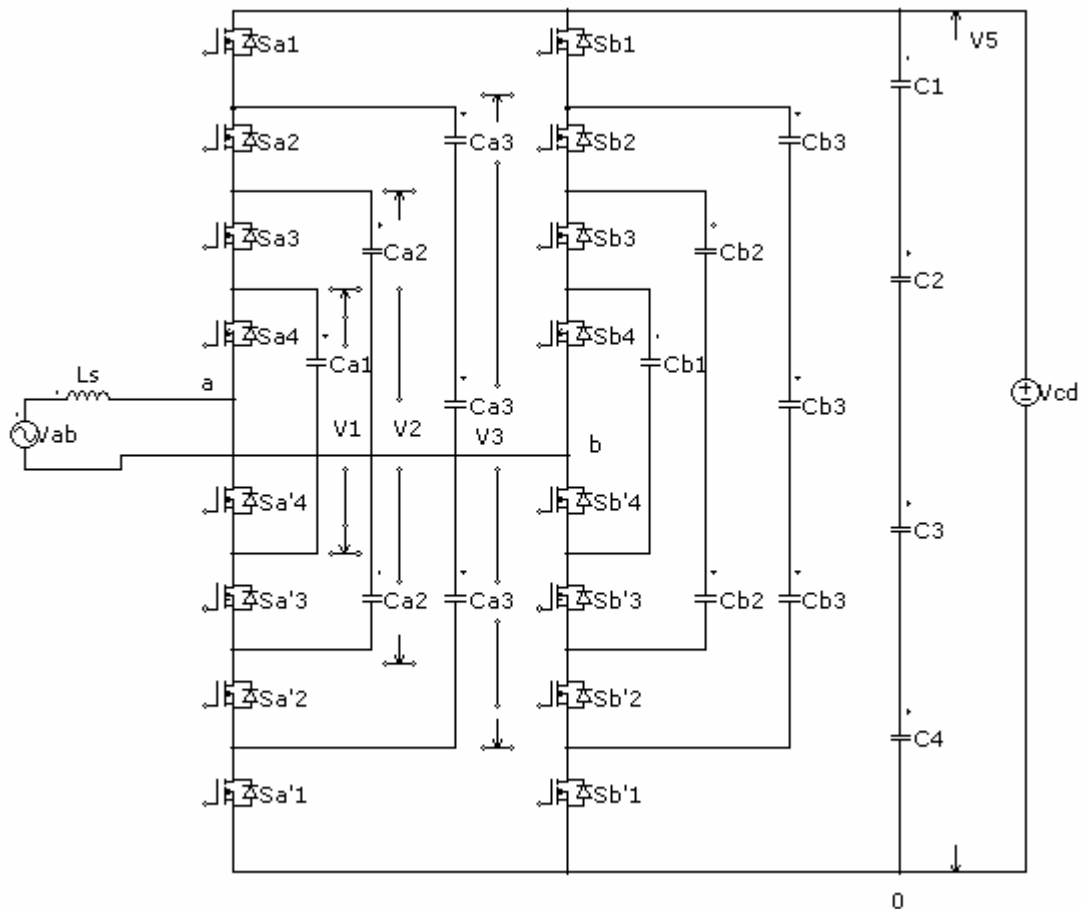 Sa1 Sb1 V5
C1
Sa2 Ca3 Sb2 Cb3
Sa3 Ca2 Sb3 Cb2
C2
Sa4 Ca1 Sb4 Cb1
Ls a Ca3 Cb3 Vcd
Vab V1 V2 V3 b
Sa'4 Sb'4
C3
Sa'3 Ca2 Ca3 Sb'3 Cb2 Cb3
Sa'2 Sb'2
C4
Sa'1 Sb'1
0